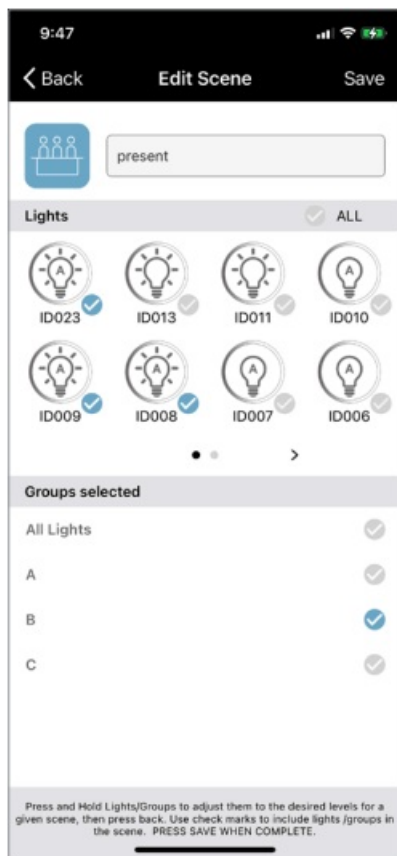 9:47
Back Edit Scene Save
present
Lights ALL
A A
ID023 ID013 ID011 ID010
A A A A
ID009 ID008 ID007 ID006
Groups selected
All Lights
A
B
C
Press and Hold Lights/Groups to adjust them to the desired levels for a
given scene, then press back. Use check marks to include lights /groups in
the scene. PRESS SAVE WHEN COMPLETE.